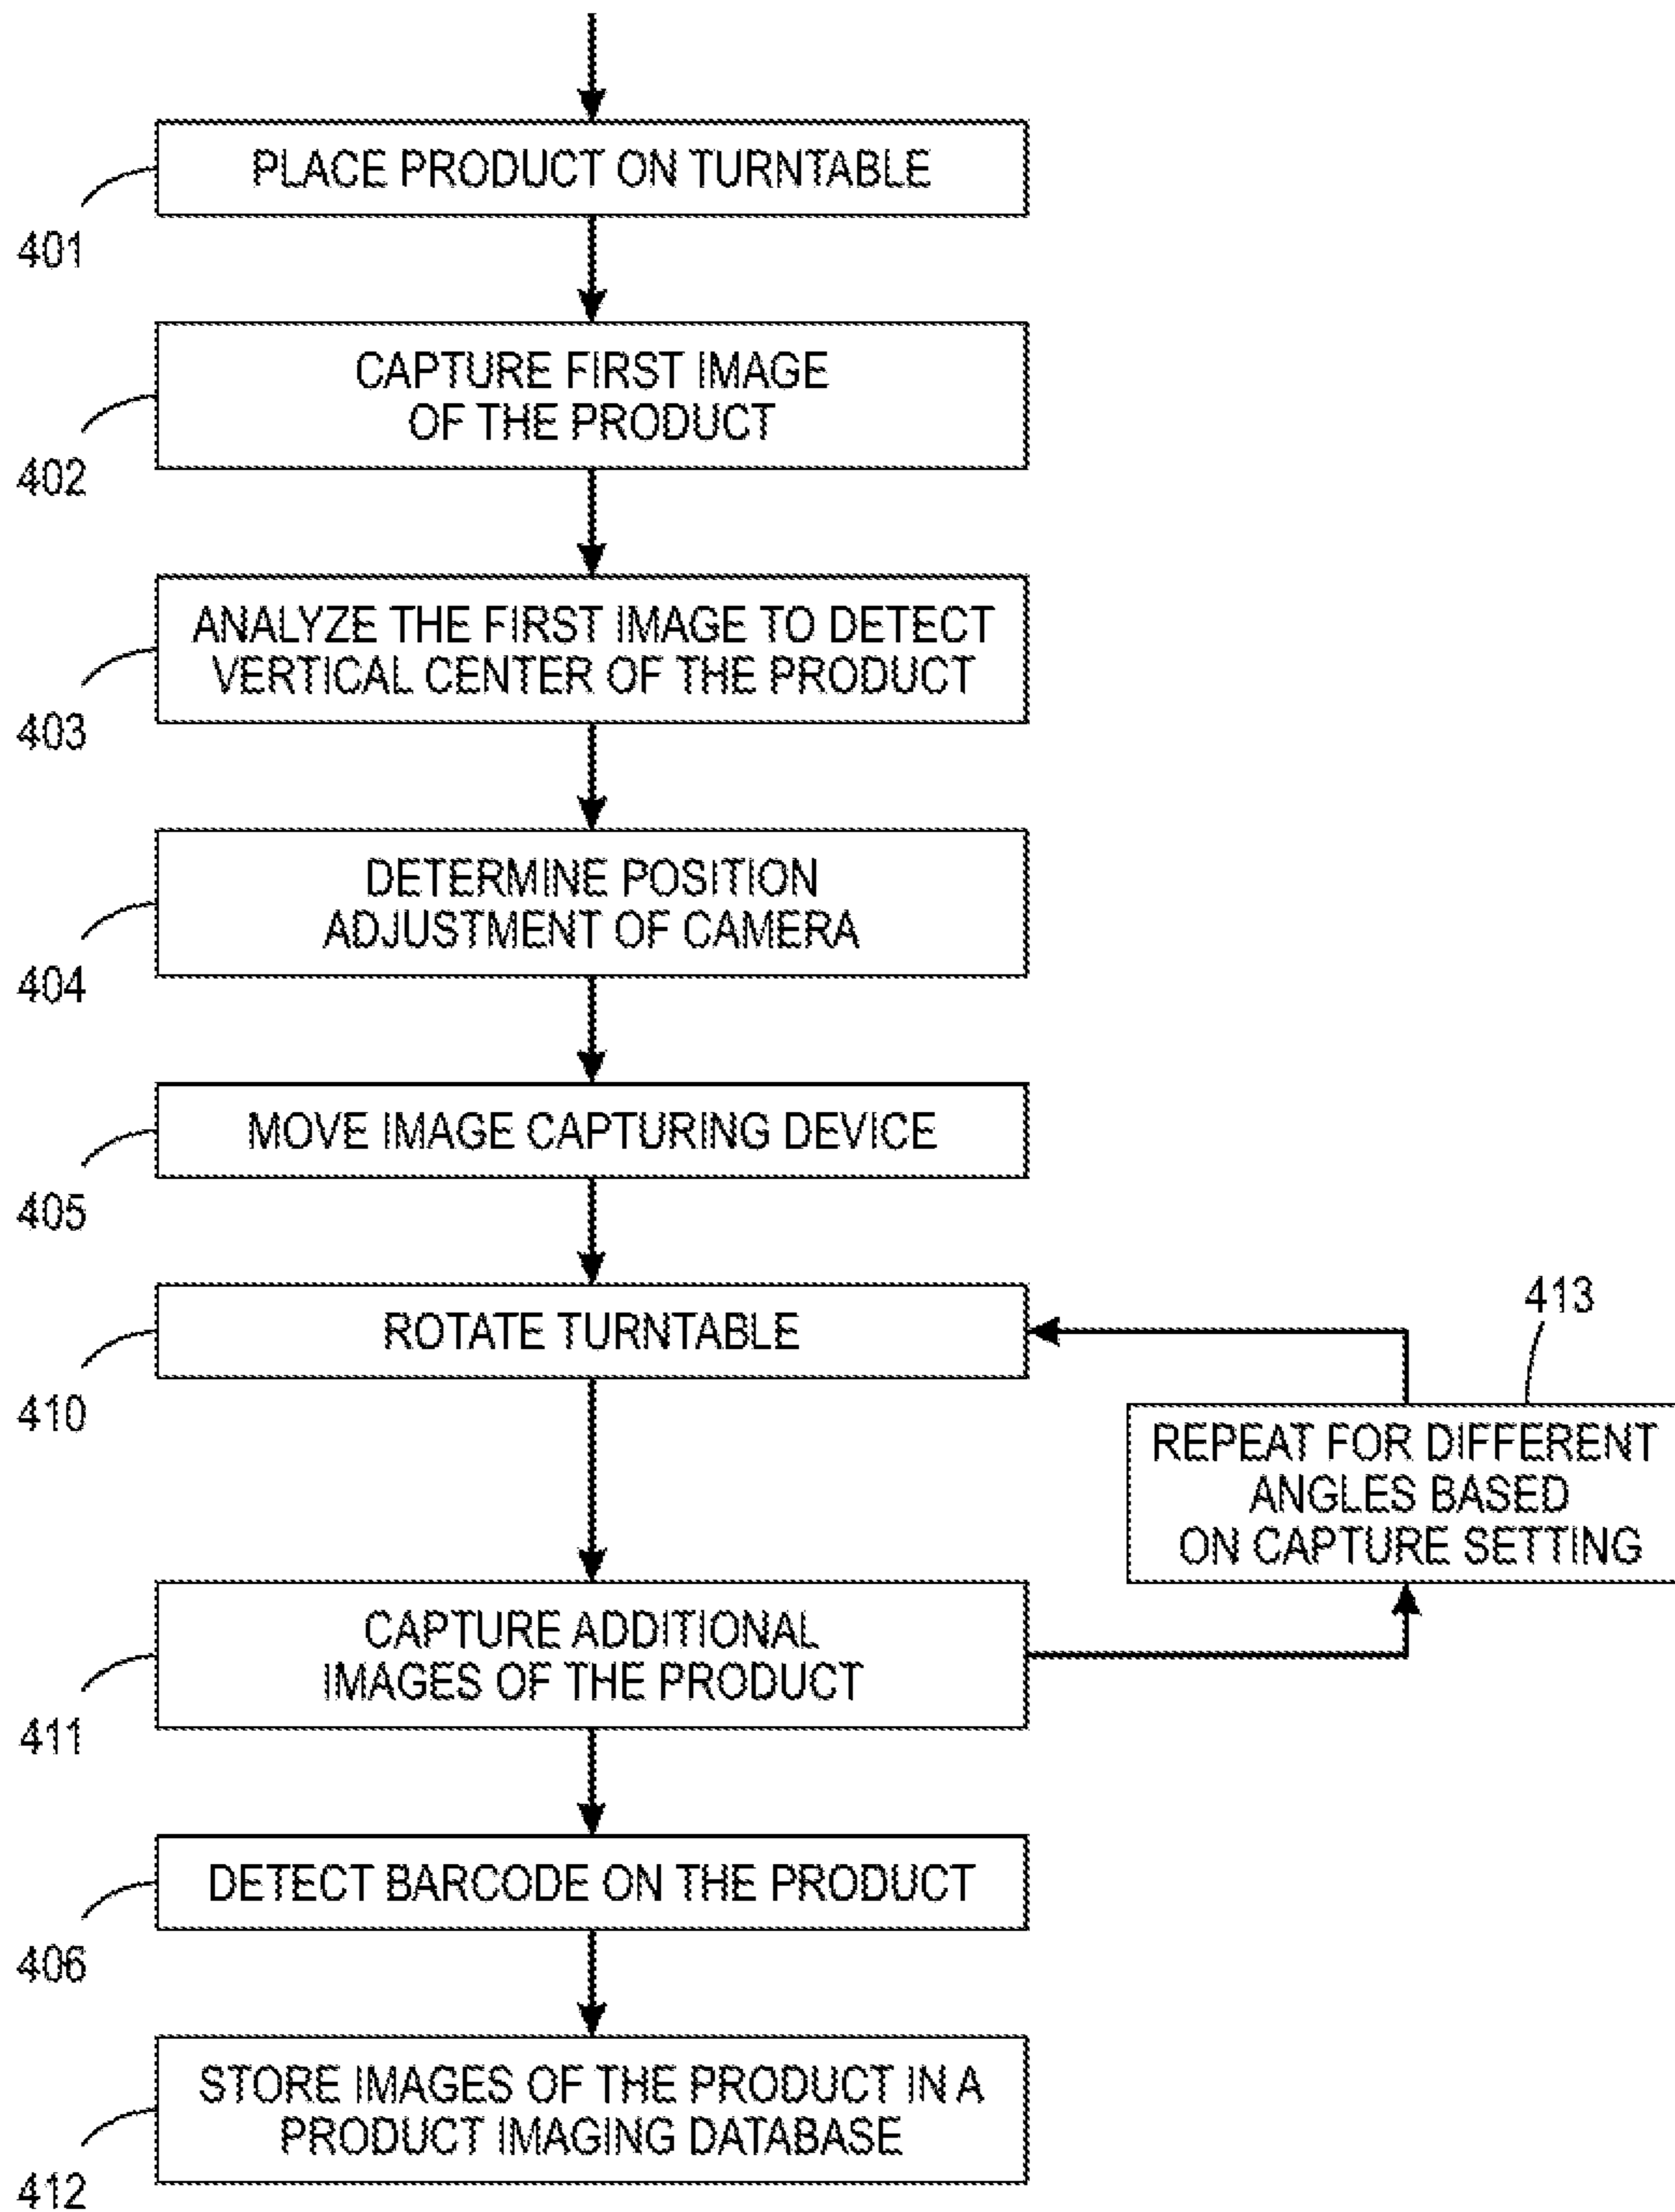 PLACE PRODUCT ON TURNTABLE
401
CAPTURE FIRST IMAGE
OF THE PRODUCT
402
ANALYZE THE FIRST IMAGE TO DETECT
VERTICAL CENTER OF THE PRODUCT
403
DETERMINE POSITION
ADJUSTMENT OF CAMERA
404
MOVE IMAGE CAPTURING DEVICE
405
ROTATE TURNTABLE
410
413
REPEAT FOR DIFFERENT
ANGLES BASED
ON CAPTURE SETTING
CAPTURE ADDITIONAL
IMAGES OF THE PRODUCT
411
DETECT BARCODE ON THE PRODUCT
406
STORE IMAGES OF THE PRODUCT IN A
PRODUCT IMAGING DATABASE
412